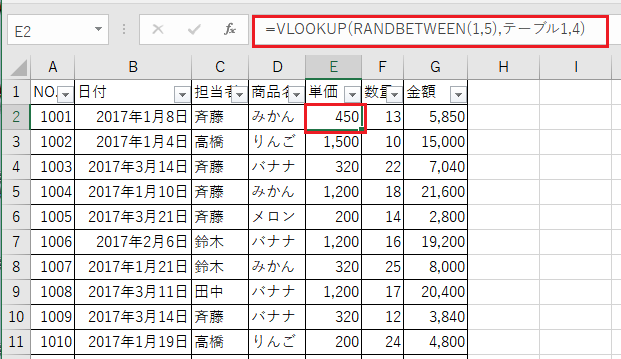 E2 =VLOOKUP(RANDBETWEEN(1,5),テーブル1,4)
A B C D E F G H I
1 NO. 日付 担当者 商品名 単価 数量 金額
2 1001 2017年1月8日 斉藤 みかん 450 13 5,850
3 1002 2017年1月4日 高橋 りんご 1,500 10 15,000
4 1003 2017年3月14日 斉藤 バナナ 320 22 7,040
5 1004 2017年1月10日 斉藤 みかん 1,200 18 21,600
6 1005 2017年3月21日 斉藤 メロン 200 14 2,800
7 1006 2017年2月6日 鈴木 バナナ 1,200 16 19,200
8 1007 2017年1月21日 鈴木 みかん 320 25 8,000
9 1008 2017年3月11日 田中 バナナ 1,200 17 20,400
10 1009 2017年3月14日 斉藤 バナナ 320 12 3,840
11 1010 2017年1月19日 高橋 りんご 200 24 4,800